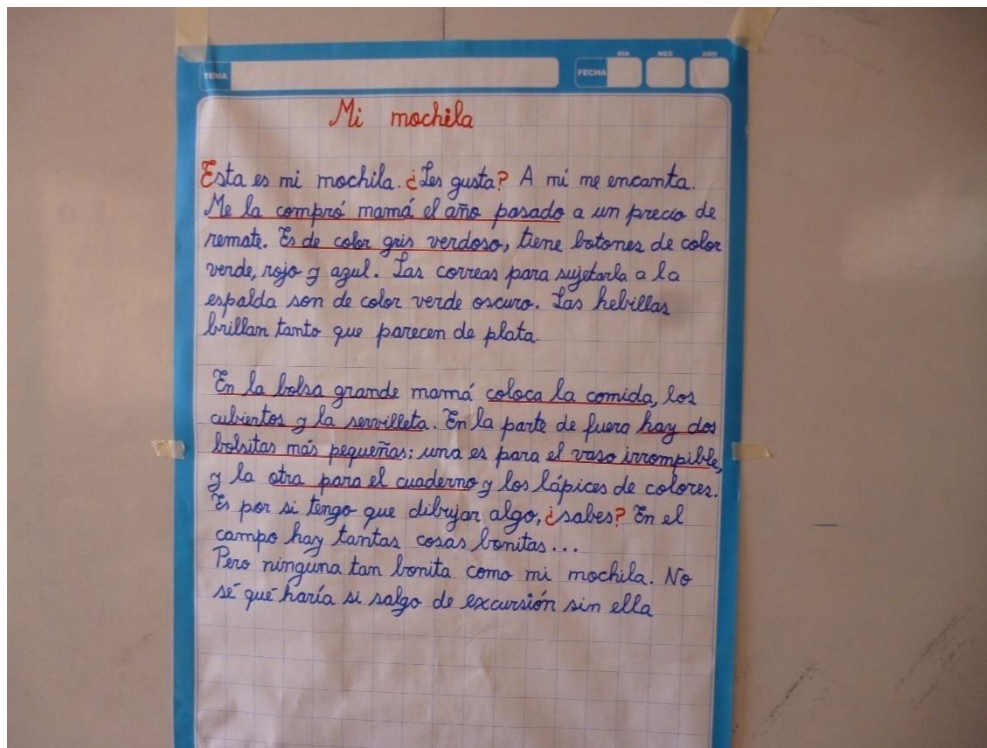 TEMA
FECHA
DIA MES AÑO
Mi mochila
Esta es mi mochila. ¿Les gusta? A mí me encanta.
Me la compró mamá el año pasado a un precio de
remate. Es de color gris verdoso, tiene botones de color
verde, rojo y azul. Las correas para sujetarla a la
espalda son de color verde oscuro. Las hebillas
brillan tanto que parecen de plata.
En la bolsa grande mamá coloca la comida, los
cubiertos y la servilleta. En la parte de fuera hay dos
bolsitas más pequeñas: una es para el vaso irrompible,
y la otra para el cuaderno y los lápices de colores.
Es por si tengo que dibujar algo, ¿sabes? En el
campo hay tantas cosas bonitas...
Pero ninguna tan bonita como mi mochila. No
sé qué haría si salgo de excursión sin ella